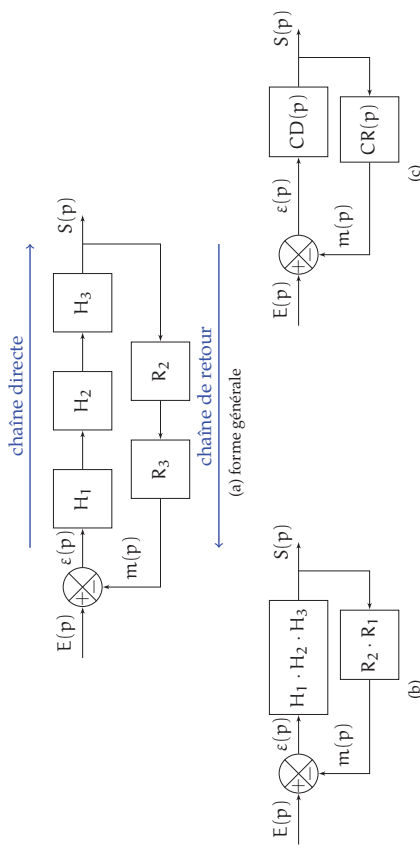 chaîne directe
E(p)
+
−
ε(p)
H₁
H₂
H₃
S(p)
m(p)
R₃
R₂
chaîne de retour
(a) forme générale
E(p)
+
−
ε(p)
H₁ · H₂ · H₃
S(p)
m(p)
R₂ · R₁
(b)
E(p)
+
−
ε(p)
CD(p)
S(p)
m(p)
CR(p)
(c)